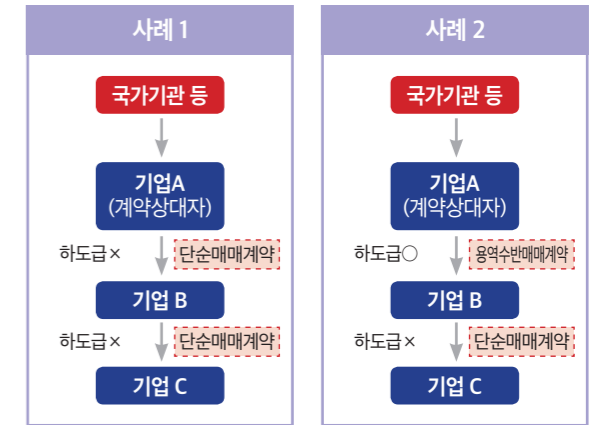 사례 1
국가기관 등
기업A
(계약상대자)
하도급× 단순매매계약
기업 B
하도급× 단순매매계약
기업 C
사례 2
국가기관 등
기업A
(계약상대자)
하도급○ 용역수반매매계약
기업 B
하도급× 단순매매계약
기업 C